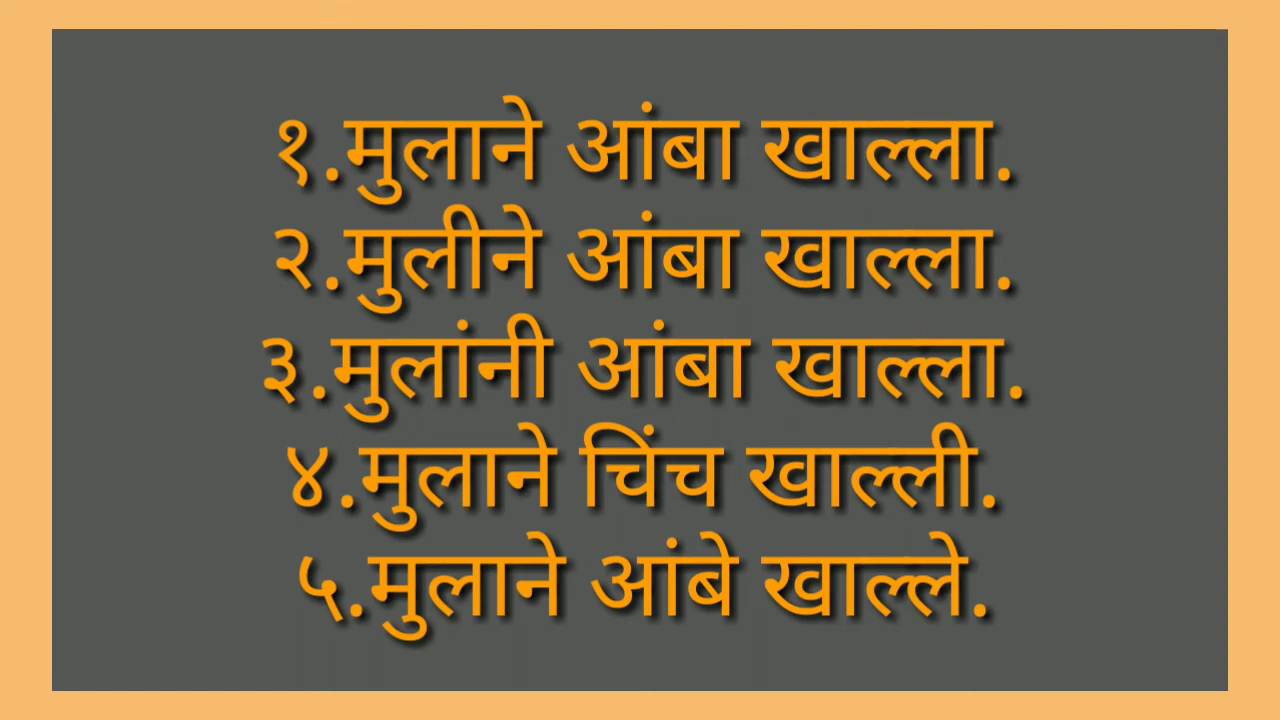 १.मुलाने आंबा खाल्ला.
२.मुलीने आंबा खाल्ला.
३.मुलांनी आंबा खाल्ला.
४.मुलाने चिंच खाल्ली.
५.मुलाने आंबे खाल्ले.